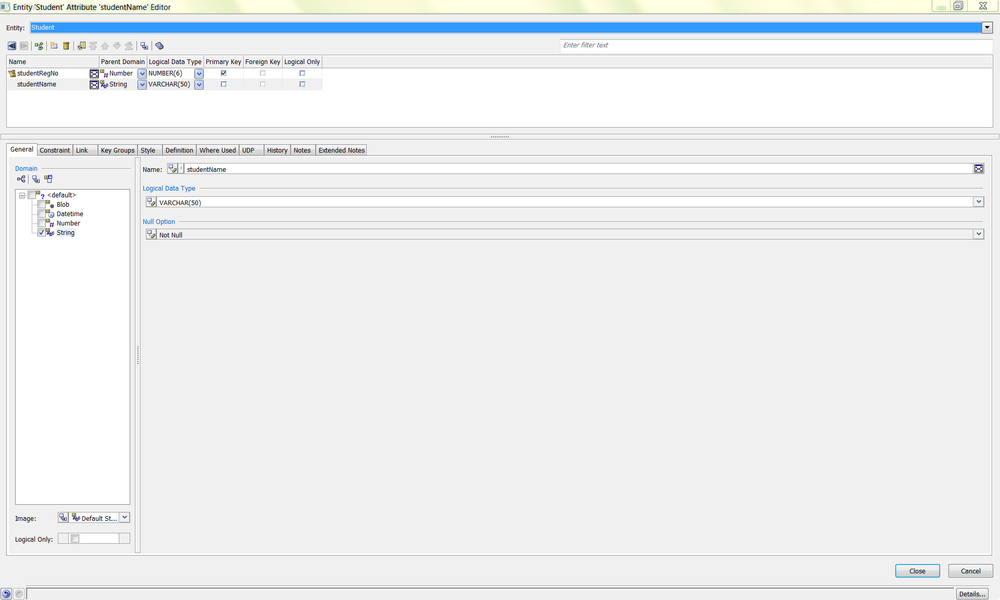 Entity 'Student' Attribute 'studentName' Editor
Entity: Student
Enter filter text
Name Parent Domain Logical Data Type Primary Key Foreign Key Logical Only
studentRegNo Number NUMBER(6)
studentName String VARCHAR(50)
General Constraint Link Key Groups Style Definition Where Used UDP History Notes Extended Notes
Domain
Name: studentName
Logical Data Type
<default>
Blob
VARCHAR(50)
Datetime
Null Option
Number
String
Not Null
Image: Default St...
Logical Only:
Close Cancel
Details...